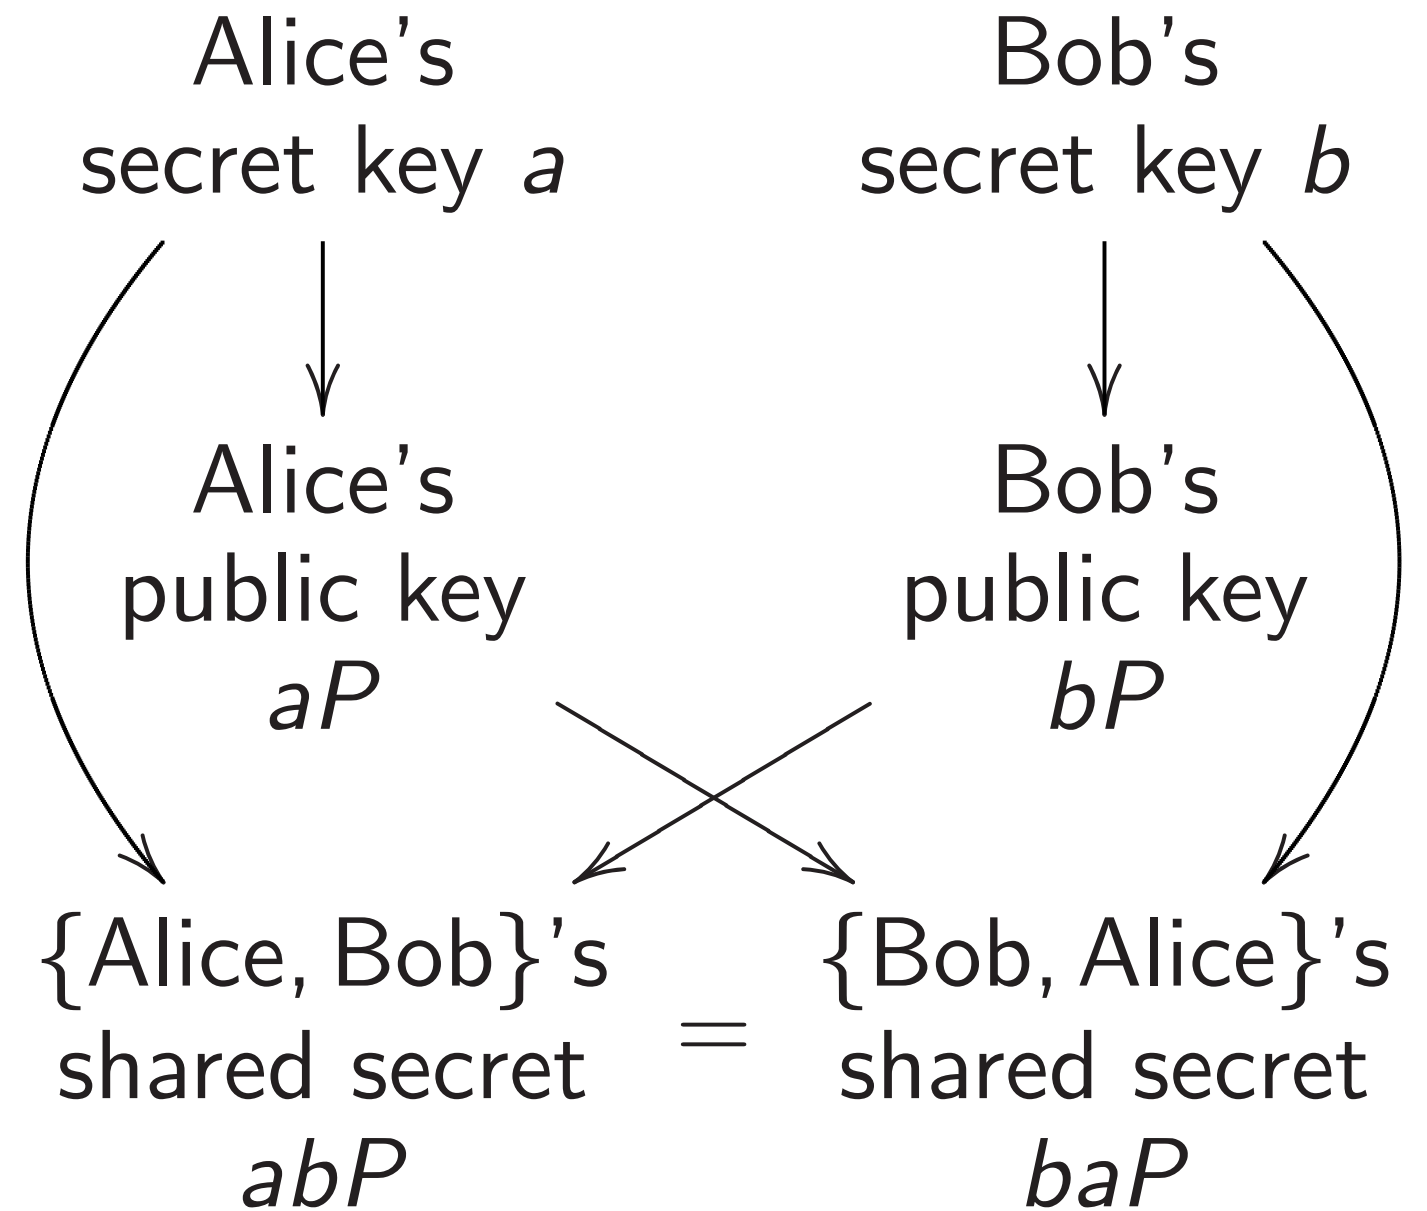 Alice’s
secret key a
Bob’s
secret key b
Alice’s
public key
aP
Bob’s
public key
bP
{Alice, Bob}’s
shared secret
abP
=
{Bob, Alice}’s
shared secret
baP